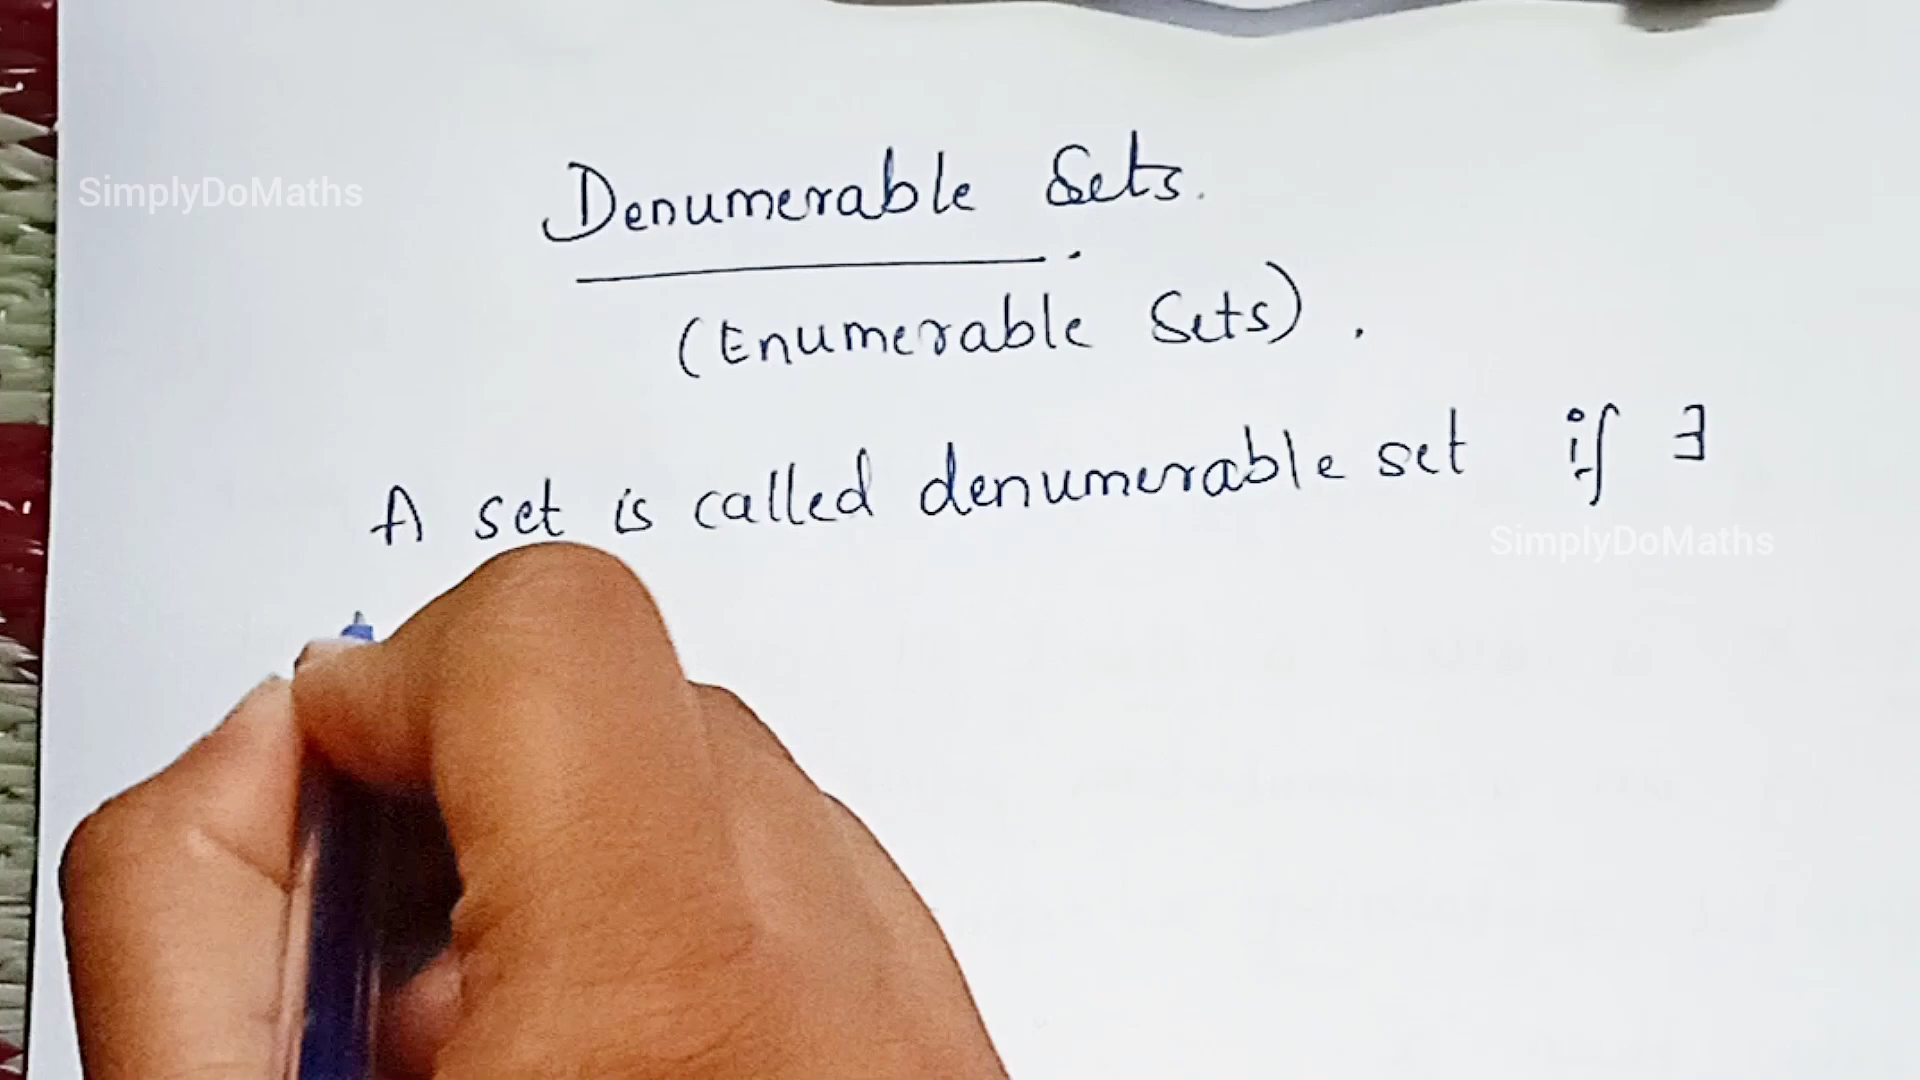 Denumerable Sets.
(Enumerable Sets).
A set is called denumerable set if ∃
SimplyDoMaths
SimplyDoMaths